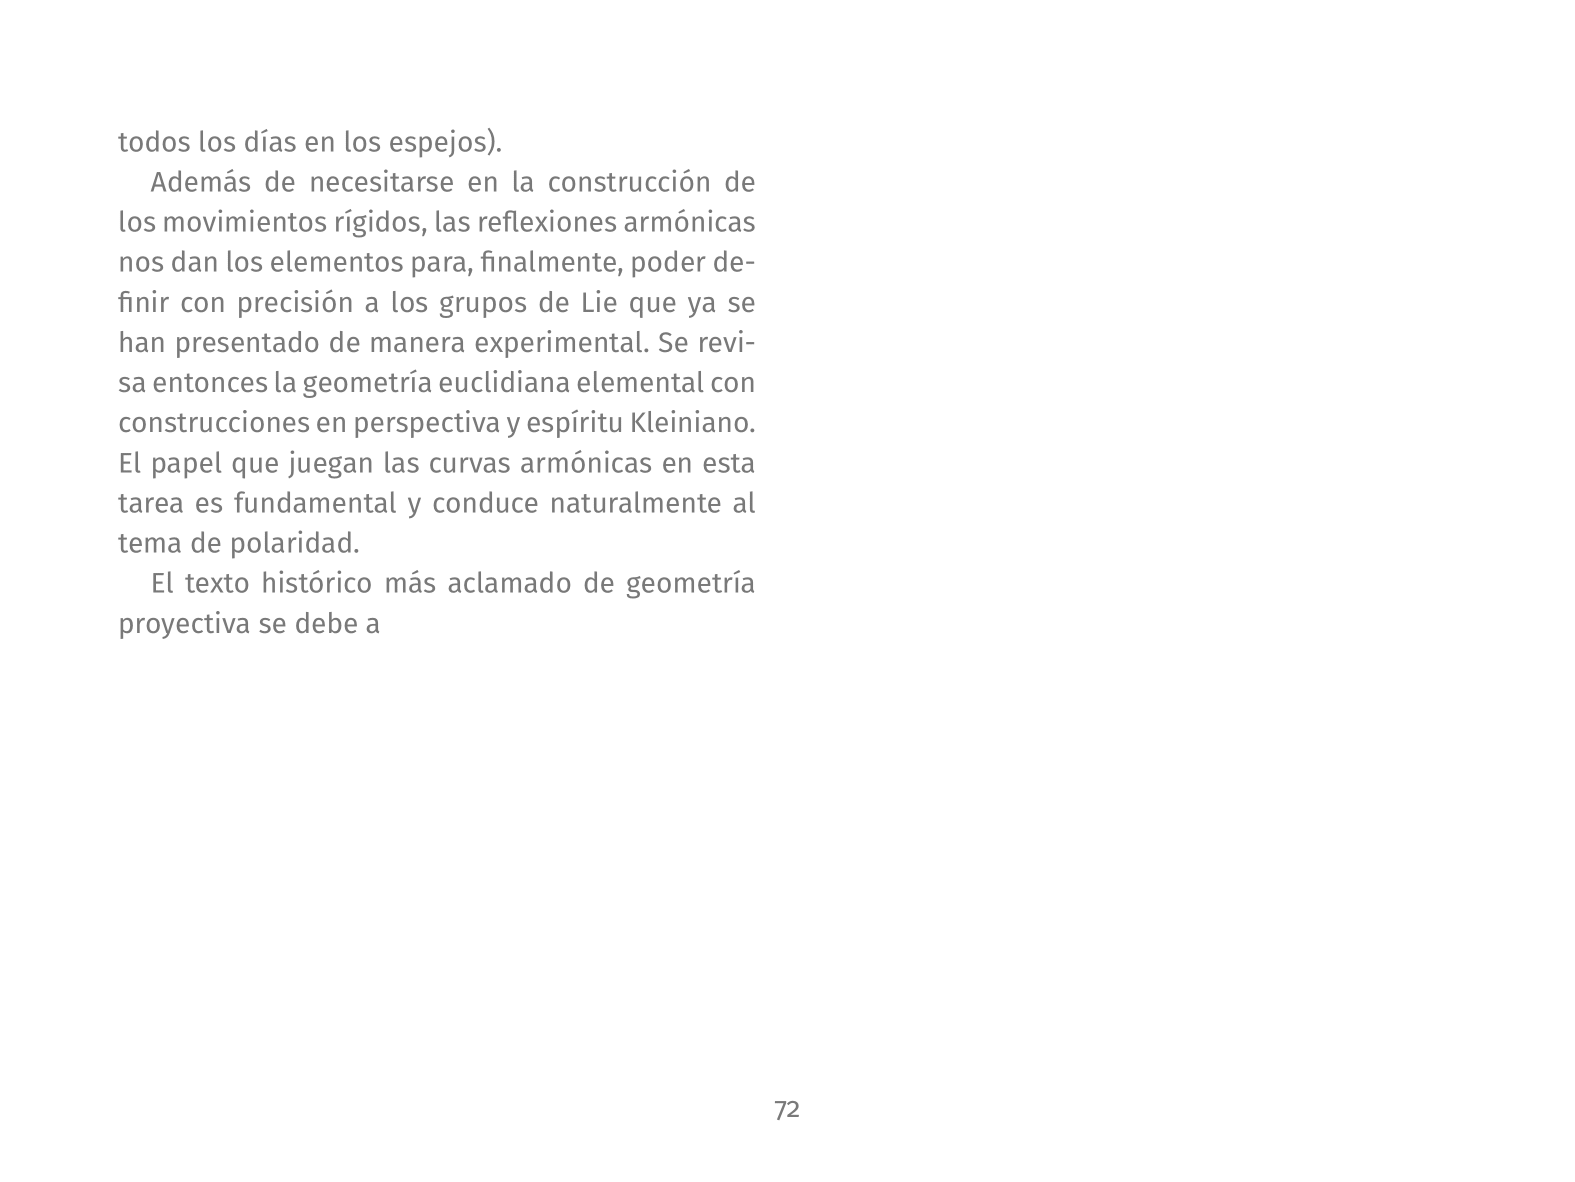 todos los días en los espejos).
Además de necesitarse en la construcción de
los movimientos rígidos, las reflexiones armónicas
nos dan los elementos para, finalmente, poder de-
finir con precisión a los grupos de Lie que ya se
han presentado de manera experimental. Se revi-
sa entonces la geometría euclidiana elemental con
construcciones en perspectiva y espíritu Kleiniano.
El papel que juegan las curvas armónicas en esta
tarea es fundamental y conduce naturalmente al
tema de polaridad.
El texto histórico más aclamado de geometría
proyectiva se debe a
72